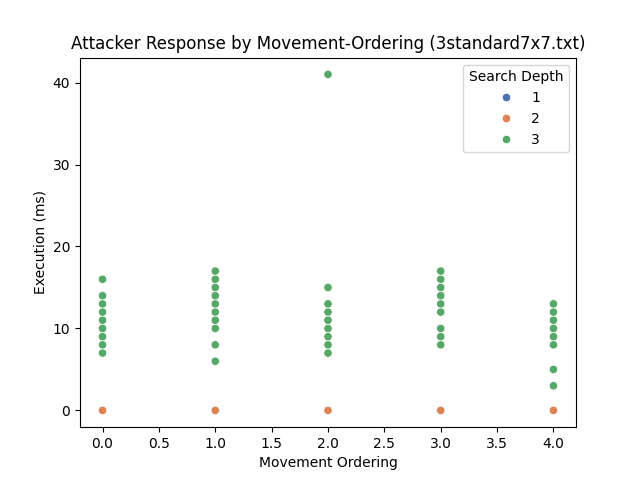 Attacker Response by Movement-Ordering (3standard7x7.txt)
Search Depth
1
2
3
40
30
20
10
0
Execution (ms)
0.0 0.5 1.0 1.5 2.0 2.5 3.0 3.5 4.0
Movement Ordering